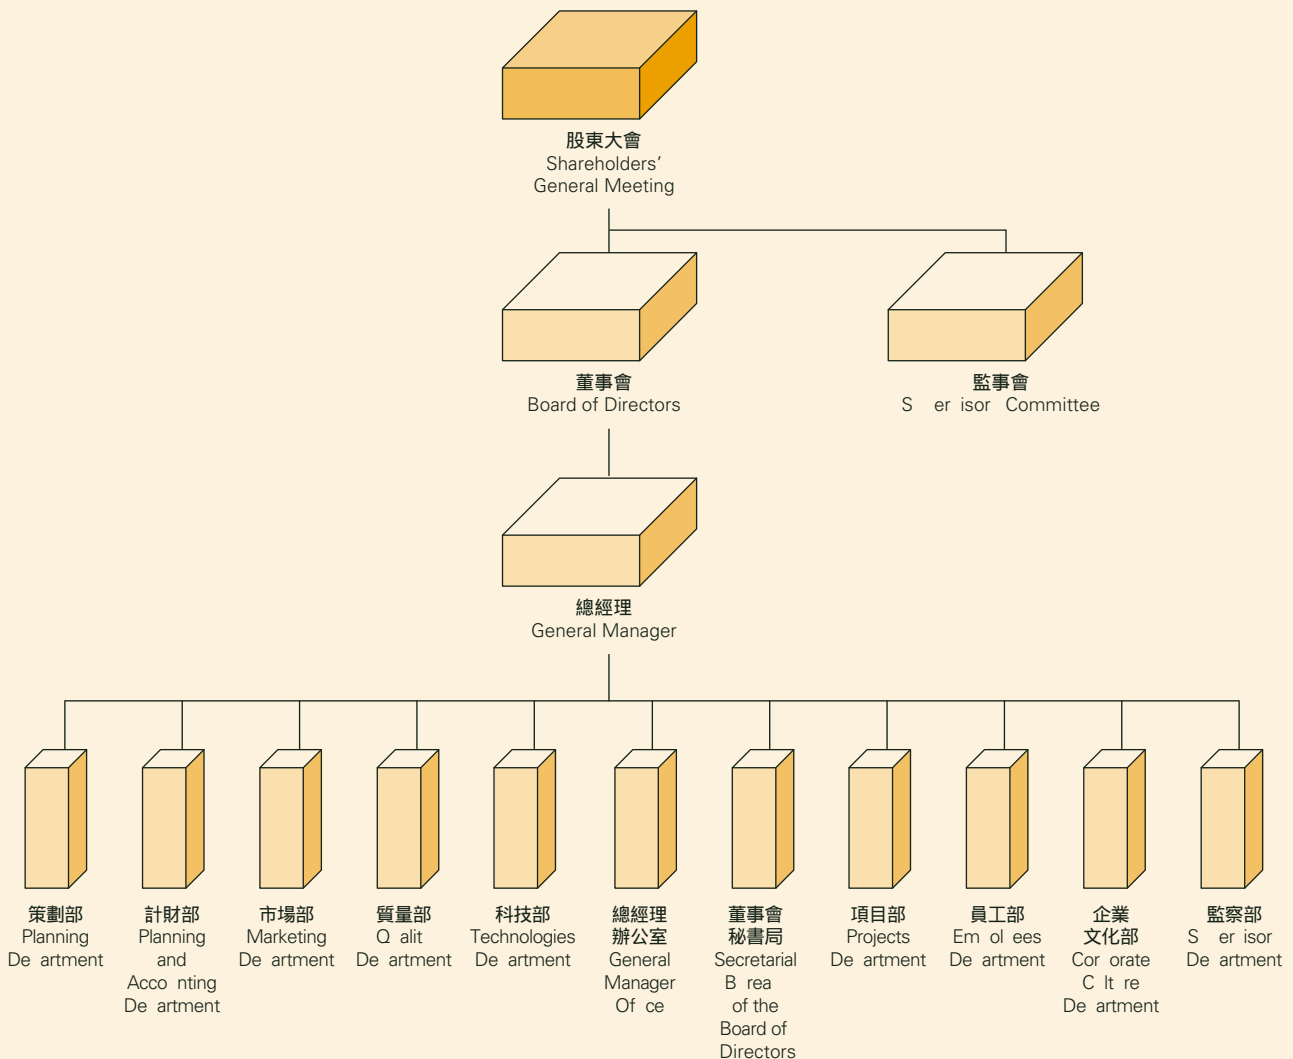 股東大會
Shareholders'
General Meeting
董事會
Board of Directors
監事會
S er isor Committee
總經理
General Manager
策劃部
Planning
De artment
計財部
Planning
and
Acco nting
De artment
市場部
Marketing
De artment
質量部
Q alit
De artment
科技部
Technologies
De artment
總經理
辦公室
General
Manager
Of ce
董事會
秘書局
Secretarial
B rea
of the
Board of
Directors
項目部
Projects
De artment
員工部
Em ol ees
De artment
企業
文化部
Cor orate
C lt re
De artment
監察部
S er isor
De artment